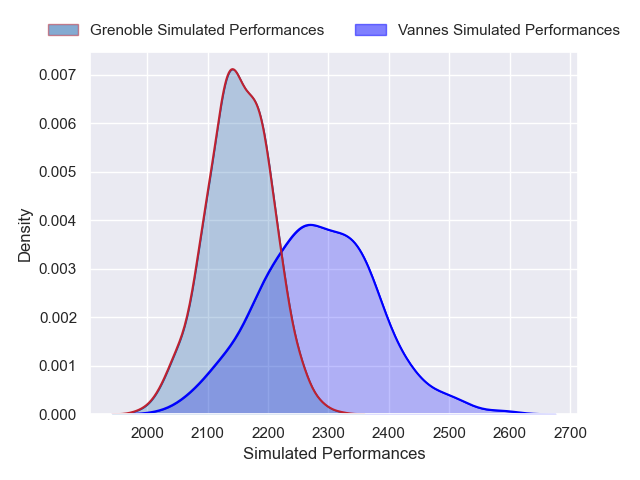 Grenoble Simulated Performances Vannes Simulated Performances
0.007
0.006
0.005
0.004
0.003
0.002
0.001
0.000
Density
2000 2100 2200 2300 2400 2500 2600 2700
Simulated Performances